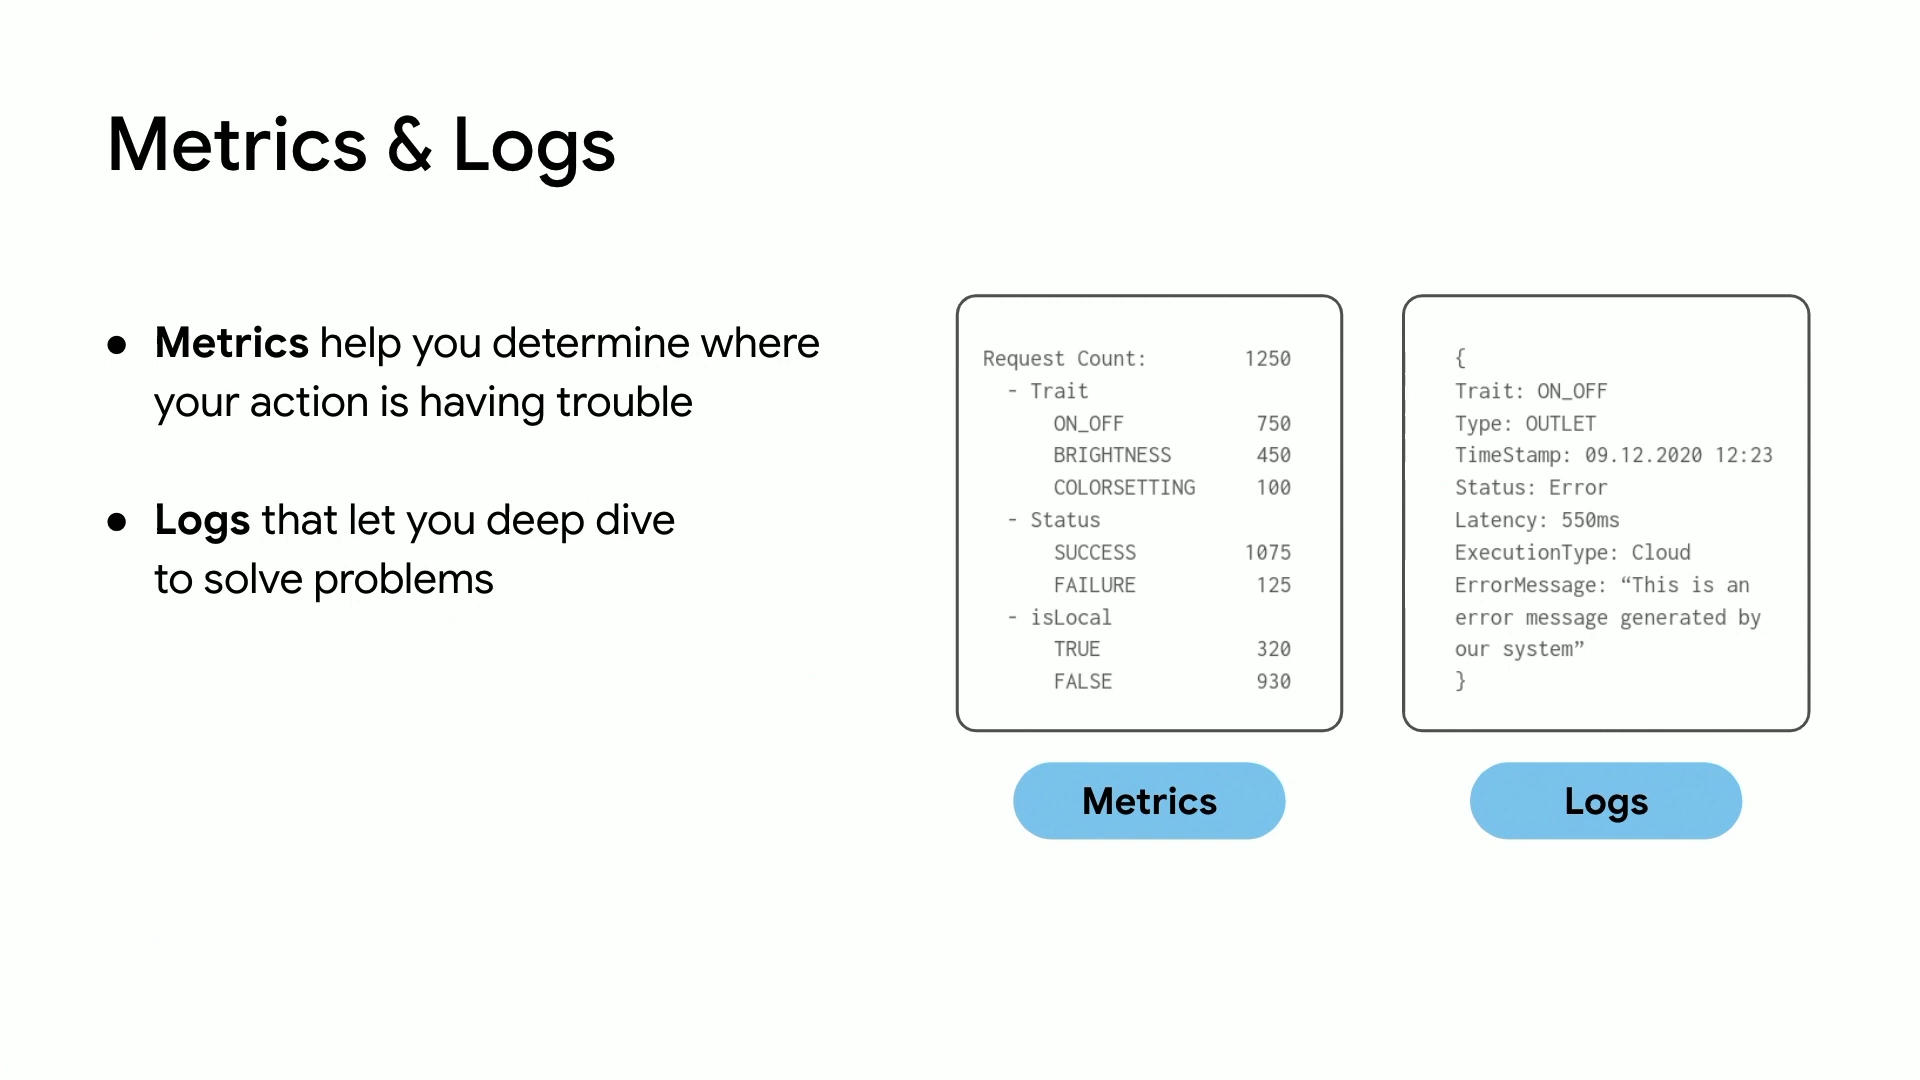 Metrics & Logs
● Metrics help you determine where
your action is having trouble
● Logs that let you deep dive
to solve problems
Request Count: 1250
- Trait
ON_OFF 750
BRIGHTNESS 450
COLORSETTING 100
- Status
SUCCESS 1075
FAILURE 125
- isLocal
TRUE 320
FALSE 930
Metrics
{
Trait: ON_OFF
Type: OUTLET
TimeStamp: 09.12.2020 12:23
Status: Error
Latency: 550ms
ExecutionType: Cloud
ErrorMessage: “This is an
error message generated by
our system”
}
Logs